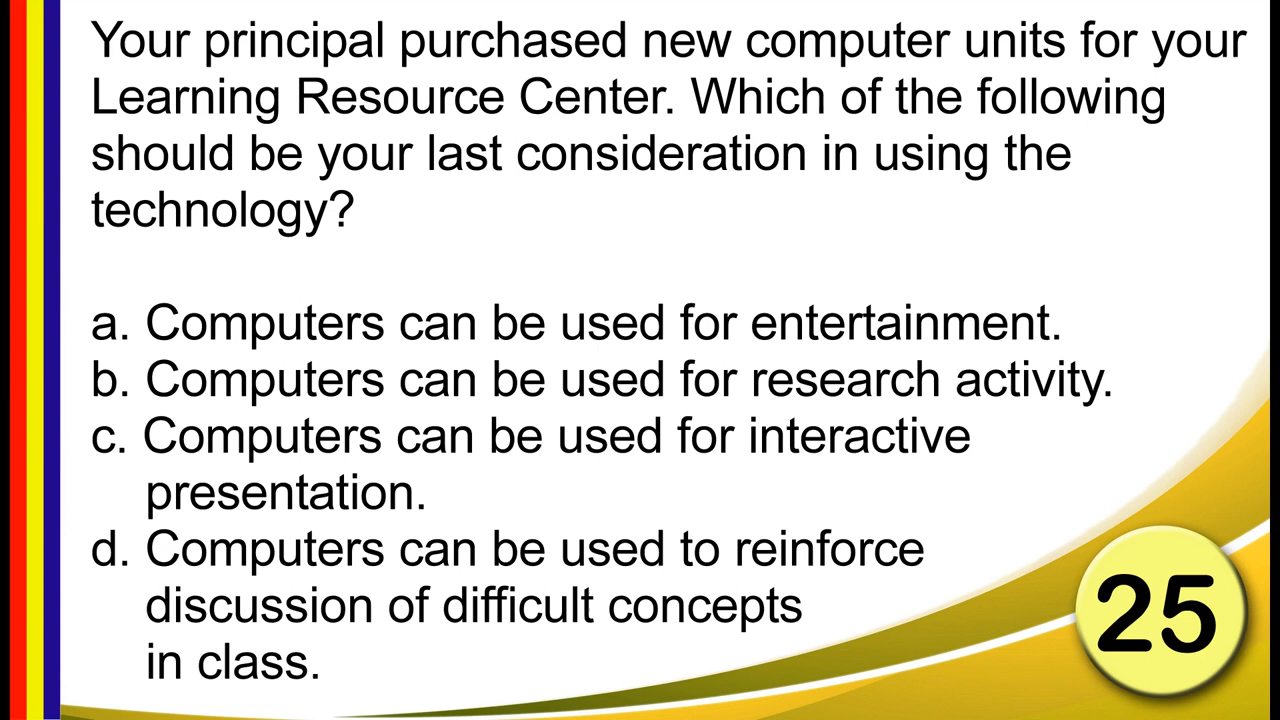 Your principal purchased new computer units for your
Learning Resource Center. Which of the following
should be your last consideration in using the
technology?
a. Computers can be used for entertainment.
b. Computers can be used for research activity.
c. Computers can be used for interactive
presentation.
d. Computers can be used to reinforce
discussion of difficult concepts
in class.
25